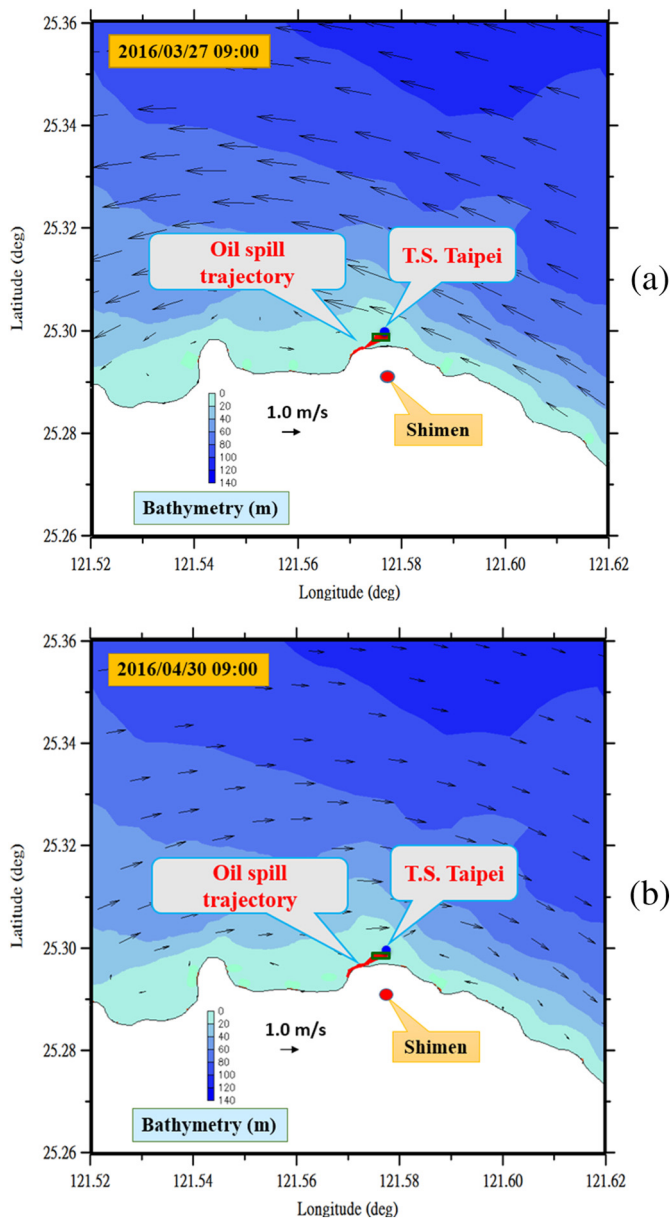 25.36
2016/03/27 09:00
25.34
25.32
Oil spill
trajectory
T.S. Taipei
(a)
Latitude (deg)
25.30
1.0 m/s
Shimen
25.28
0
20
40
60
80
100
120
140
Bathymetry (m)
25.26
121.52 121.54 121.56 121.58 121.60 121.62
Longitude (deg)
25.36
2016/04/30 09:00
25.34
25.32
Oil spill
trajectory
T.S. Taipei
(b)
Latitude (deg)
25.30
1.0 m/s
Shimen
25.28
0
20
40
60
80
100
120
140
Bathymetry (m)
25.26
121.52 121.54 121.56 121.58 121.60 121.62
Longitude (deg)